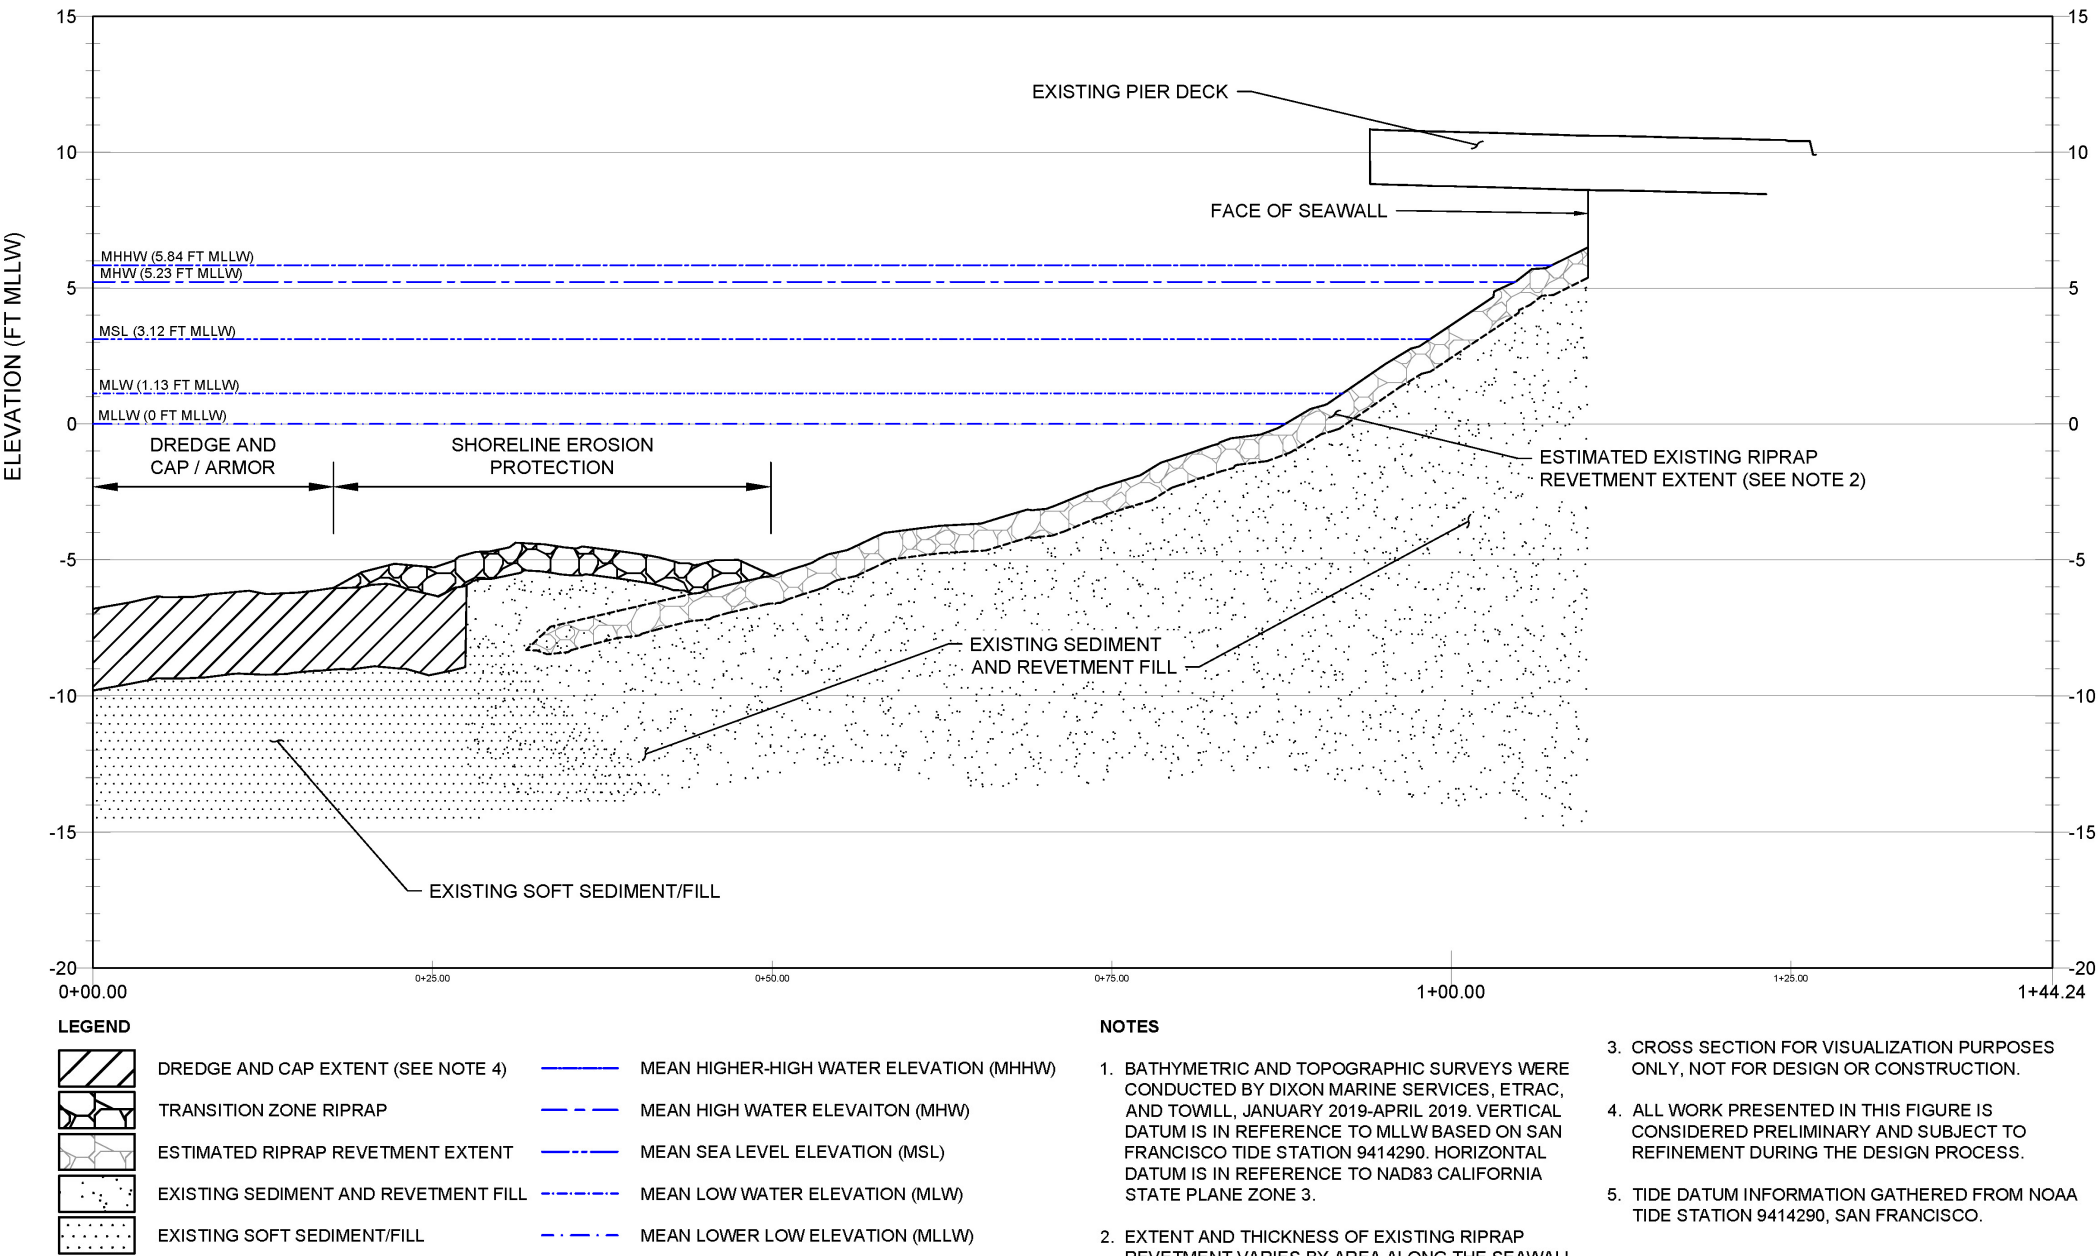 15
15
EXISTING PIER DECK
10
10
FACE OF SEAWALL
ELEVATION (FT MLLW)
MHHW (5.84 FT MLLW)
MHW (5.23 FT MLLW)
5
5
MSL (3.12 FT MLLW)
MLW (1.13 FT MLLW)
MLLW (0 FT MLLW)
0
0
DREDGE AND
CAP / ARMOR
SHORELINE EROSION
PROTECTION
ESTIMATED EXISTING RIPRAP
REVETMENT EXTENT (SEE NOTE 2)
-5
-5
EXISTING SEDIMENT
AND REVETMENT FILL
-10
-10
-15
-15
EXISTING SOFT SEDIMENT/FILL
-20
-20
0+00.00
0+25.00
0+50.00
0+75.00
1+00.00
1+25.00
1+44.24
LEGEND
DREDGE AND CAP EXTENT (SEE NOTE 4)
TRANSITION ZONE RIPRAP
ESTIMATED RIPRAP REVETMENT EXTENT
EXISTING SEDIMENT AND REVETMENT FILL
EXISTING SOFT SEDIMENT/FILL
MEAN HIGHER-HIGH WATER ELEVATION (MHHW)
MEAN HIGH WATER ELEVAITON (MHW)
MEAN SEA LEVEL ELEVATION (MSL)
MEAN LOW WATER ELEVATION (MLW)
MEAN LOWER LOW ELEVATION (MLLW)
NOTES
1. BATHYMETRIC AND TOPOGRAPHIC SURVEYS WERE
CONDUCTED BY DIXON MARINE SERVICES, ETRAC,
AND TOWILL, JANUARY 2019-APRIL 2019. VERTICAL
DATUM IS IN REFERENCE TO MLLW BASED ON SAN
FRANCISCO TIDE STATION 9414290. HORIZONTAL
DATUM IS IN REFERENCE TO NAD83 CALIFORNIA
STATE PLANE ZONE 3.
2. EXTENT AND THICKNESS OF EXISTING RIPRAP
REVETMENT VARIES BY AREA ALONG THE SEAWALL
3. CROSS SECTION FOR VISUALIZATION PURPOSES
ONLY, NOT FOR DESIGN OR CONSTRUCTION.
4. ALL WORK PRESENTED IN THIS FIGURE IS
CONSIDERED PRELIMINARY AND SUBJECT TO
REFINEMENT DURING THE DESIGN PROCESS.
5. TIDE DATUM INFORMATION GATHERED FROM NOAA
TIDE STATION 9414290, SAN FRANCISCO.